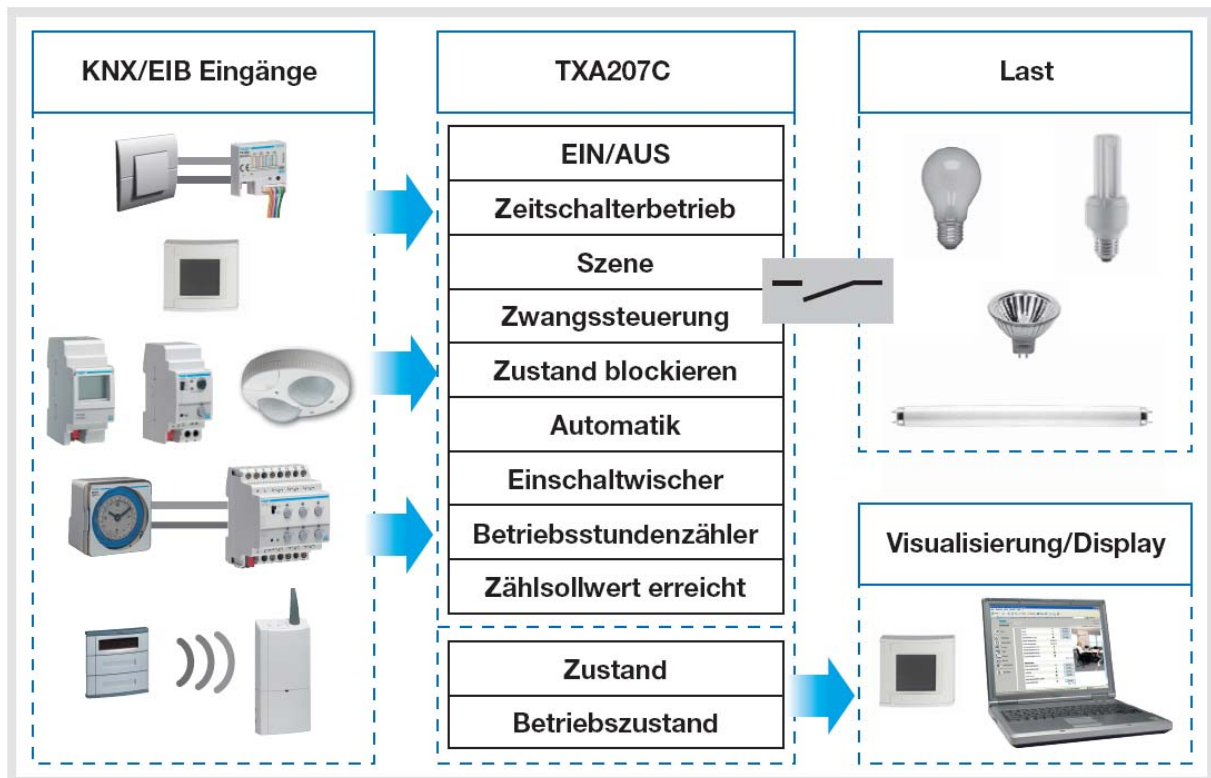 KNX/EIB Eingänge
TXA207C
EIN/AUS
Zeitschalterbetrieb
Szene
Zwangssteuerung
Zustand blockieren
Automatik
Einschaltwischer
Betriebsstundenzähler
Zählsollwert erreicht
Zustand
Betriebszustand
Last
Visualisierung/Display